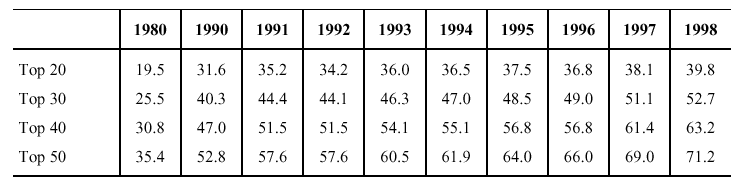 1980 1990 1991 1992 1993 1994 1995 1996 1997 1998
Top 20 19.5 31.6 35.2 34.2 36.0 36.5 37.5 36.8 38.1 39.8
Top 30 25.5 40.3 44.4 44.1 46.3 47.0 48.5 49.0 51.1 52.7
Top 40 30.8 47.0 51.5 51.5 54.1 55.1 56.8 56.8 61.4 63.2
Top 50 35.4 52.8 57.6 57.6 60.5 61.9 64.0 66.0 69.0 71.2